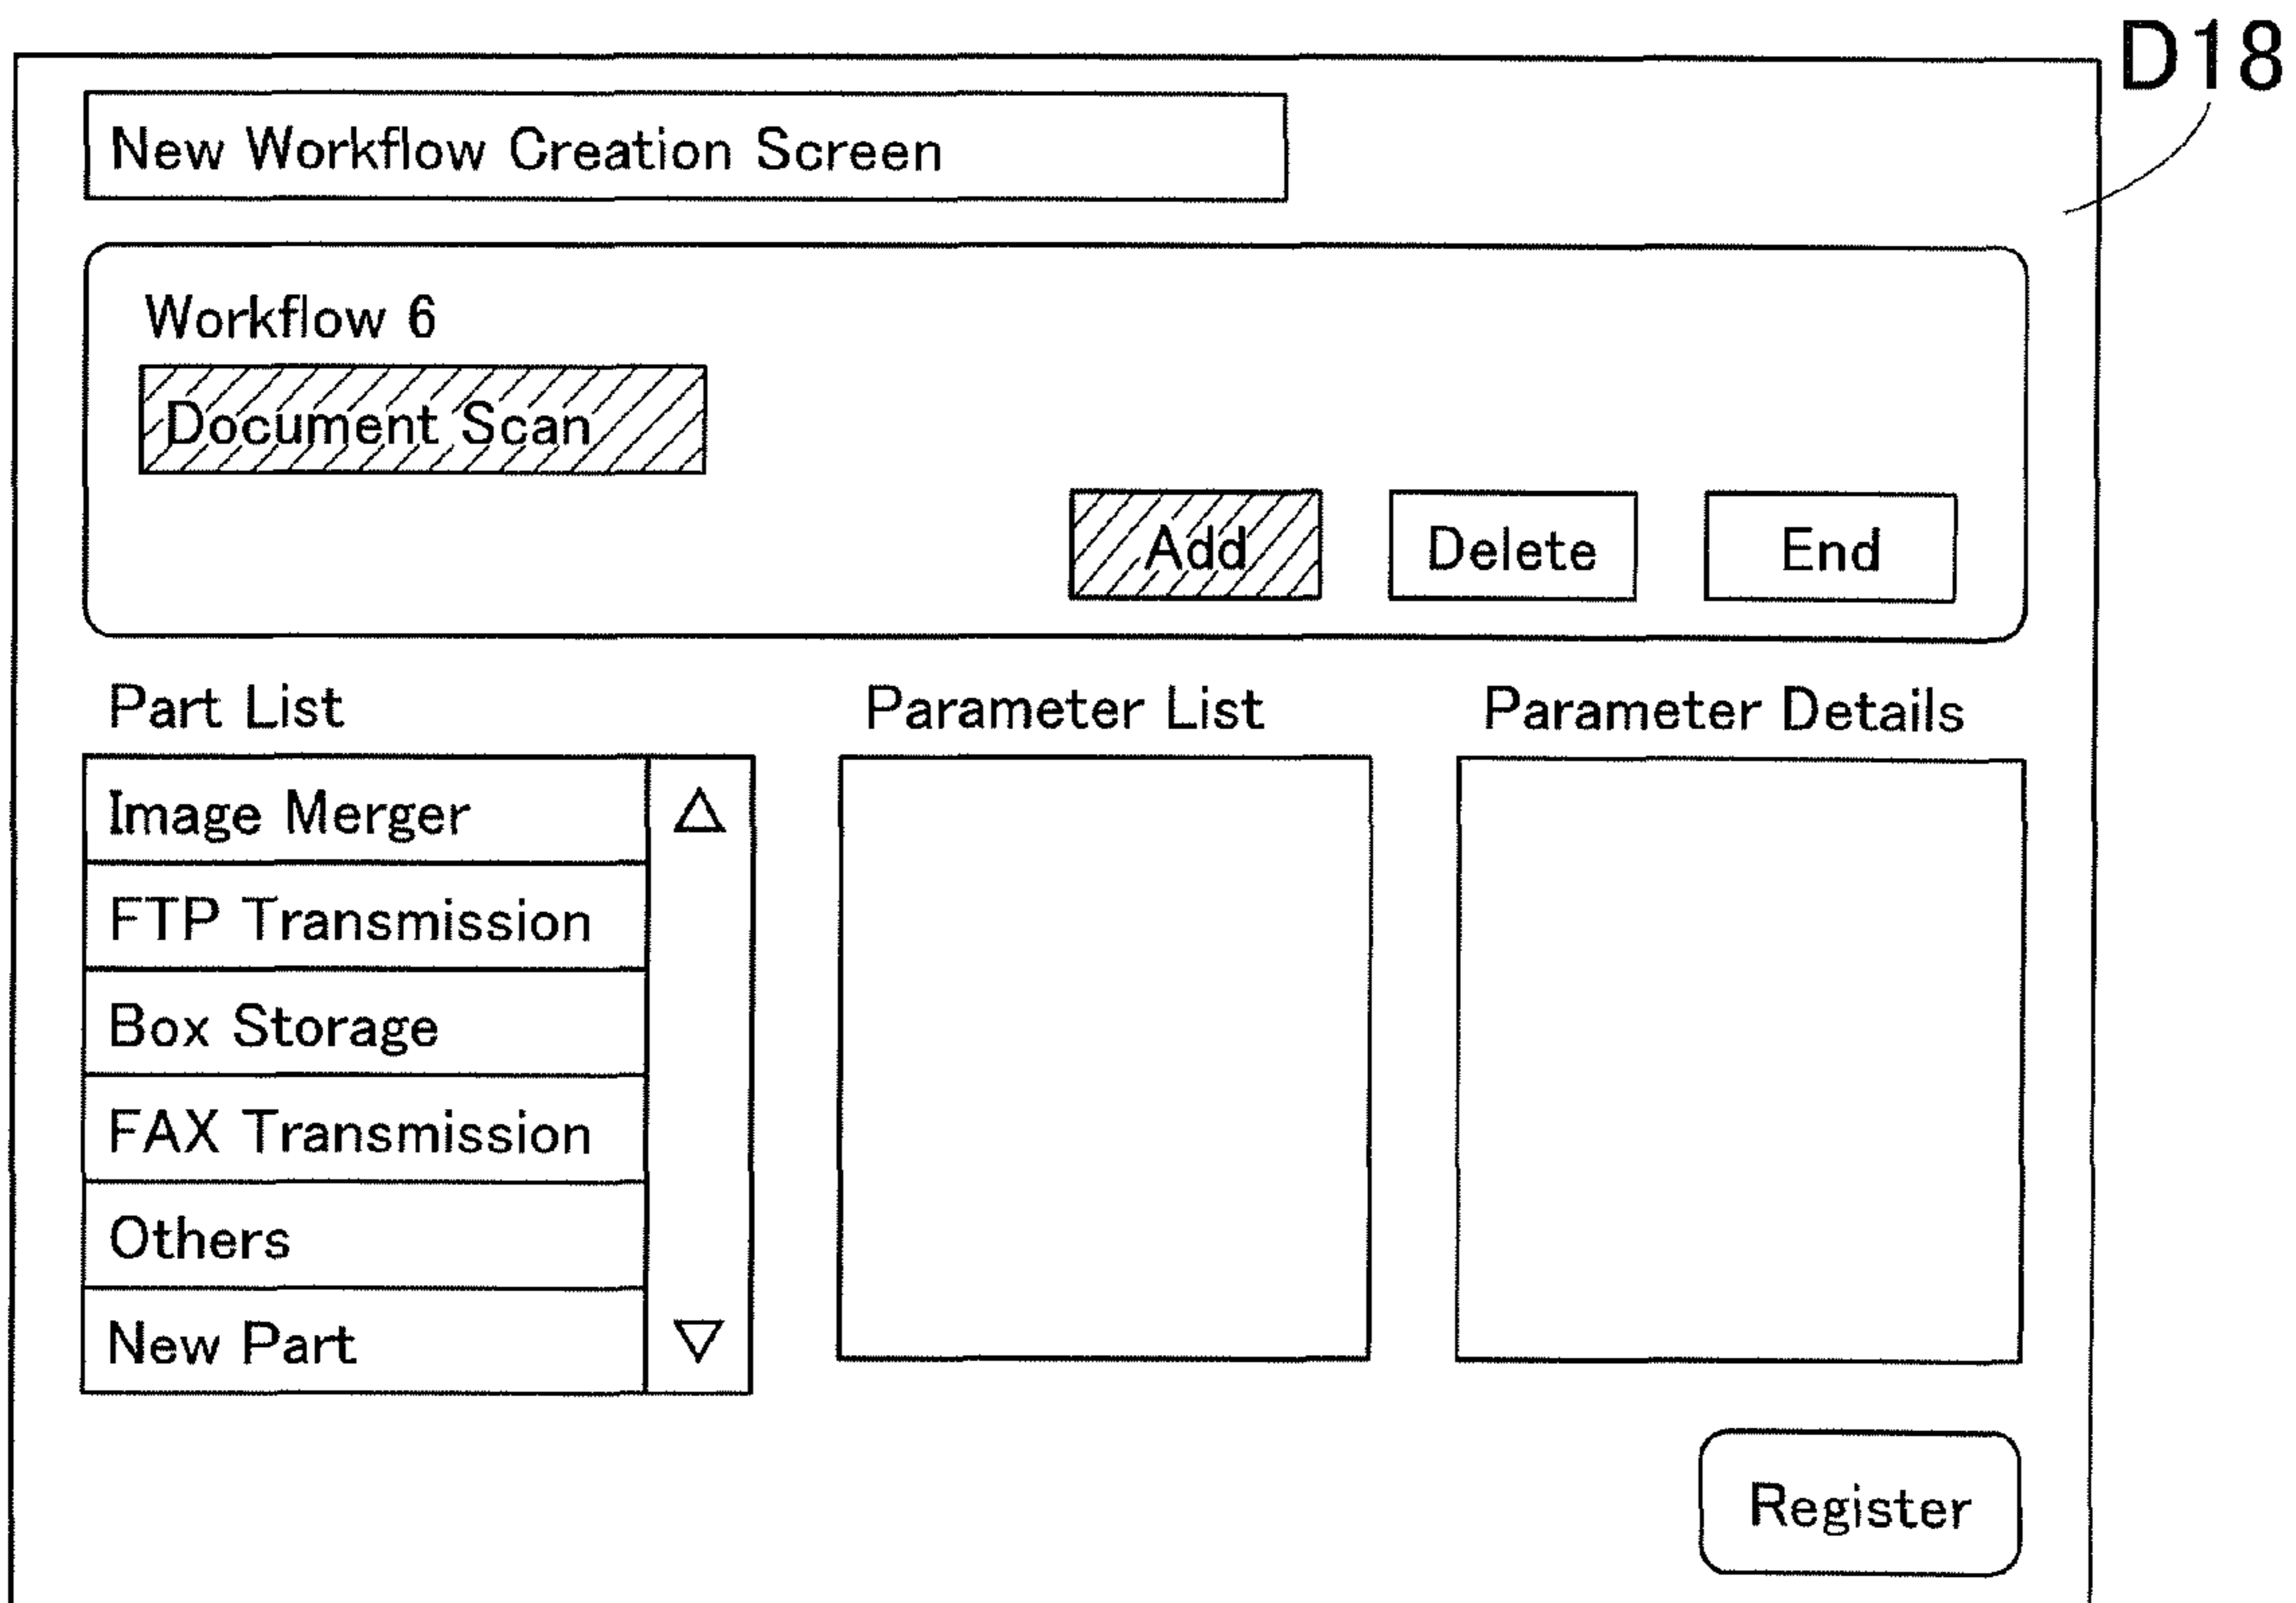 D18
New Workflow Creation Screen
Workflow 6
Document Scan
Add Delete End
Part List Parameter List Parameter Details
Image Merger
FTP Transmission
Box Storage
FAX Transmission
Others
New Part
Register